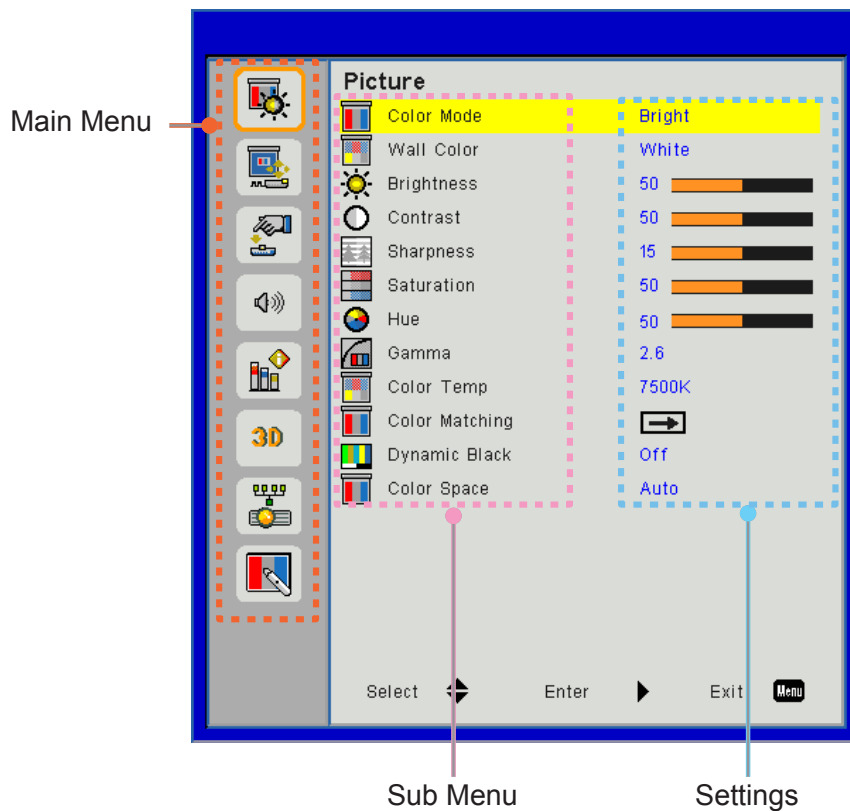 Picture
Main Menu
Color Mode Bright
Wall Color White
Brightness 50
Contrast 50
Sharpness 15
Saturation 50
Hue 50
Gamma 2.6
Color Temp 7500K
Color Matching
Dynamic Black Off
Color Space Auto
3D
Select Enter Exit Menu
Sub Menu Settings